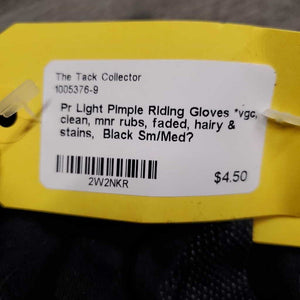 The Tack Collector
1005376-9
Pr Light Pimple Riding Gloves *vgc,
clean, mnr rubs, faded, hairy &
stains, Black Sm/Med?
2W2NKR
$4.50